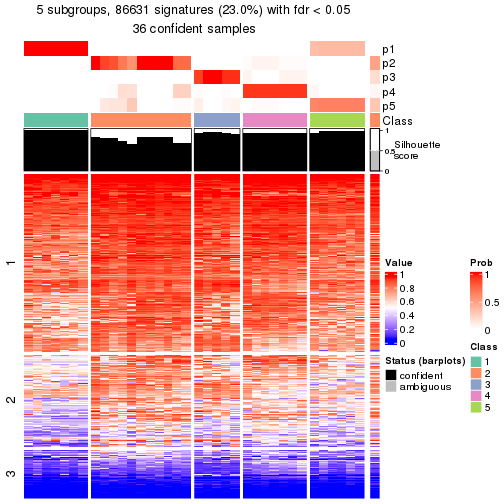 5 subgroups, 86631 signatures (23.0%) with fdr < 0.05
36 confident samples
p1
p2
p3
p4
p5
Class
1
0.5
0
Silhouette
score
1
2
3
Value
1
0.8
0.6
0.4
0.2
0
Status (barplots)
confident
ambiguous
Prob
1
0.5
0
Class
1
2
3
4
5